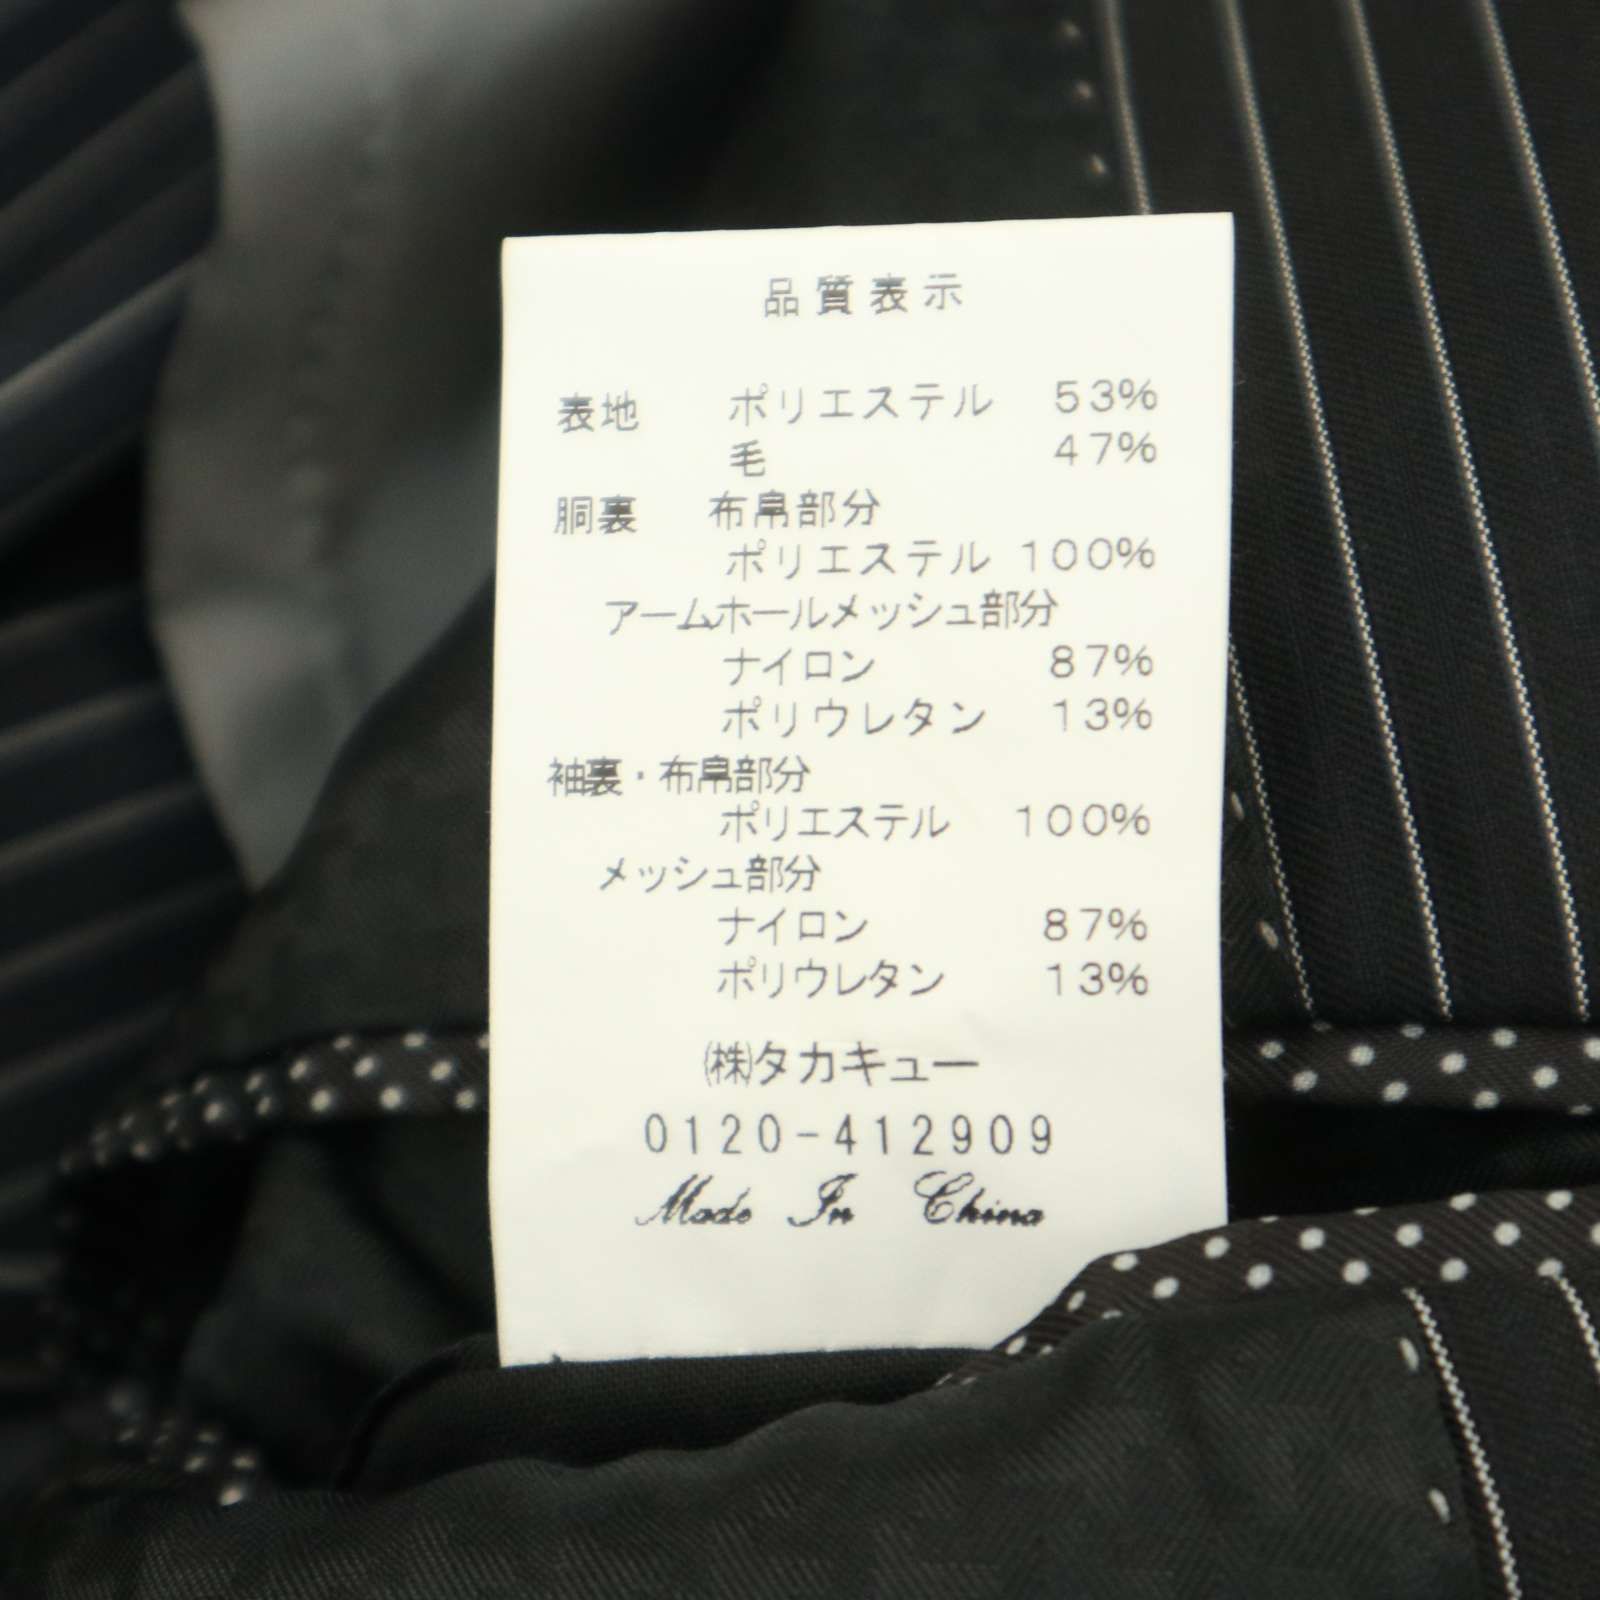 品質表示
表地 ポリエステル 53%
毛 47%
胴裏 布帛部分
ポリエステル 100%
アームホールメッシュ部分
ナイロン 87%
ポリウレタン 13%
袖裏・布帛部分
ポリエステル 100%
メッシュ部分
ナイロン 87%
ポリウレタン 13%
㈱タカキュー
0120-412909
Made In China